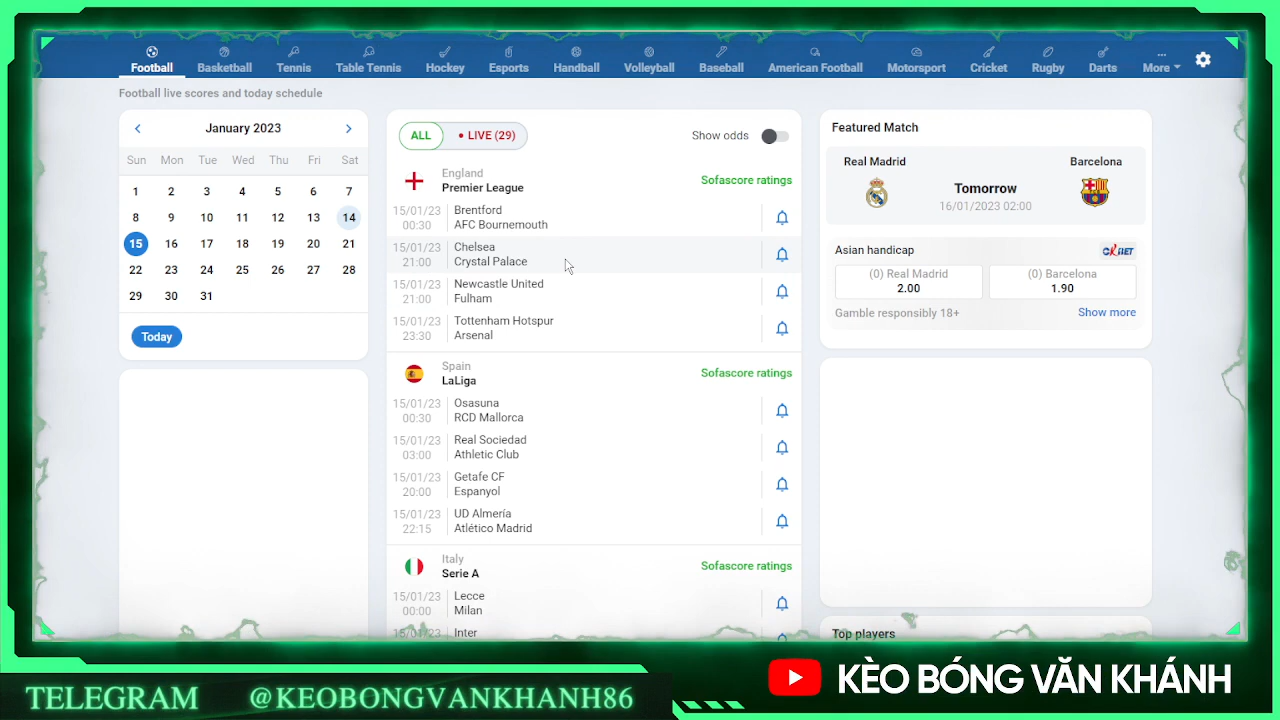 Football
Basketball
Tennis
Table Tennis
Hockey
Esports
Handball
Volleyball
Baseball
American Football
Motorsport
Cricket
Rugby
Darts
More
Football live scores and today schedule
January 2023
Sun Mon Tue Wed Thu Fri Sat
1 2 3 4 5 6 7
8 9 10 11 12 13 14
15 16 17 18 19 20 21
22 23 24 25 26 27 28
29 30 31
Today
ALL
LIVE (29)
Show odds
England
Premier League
Sofascore ratings
15/01/23 Brentford
00:30 AFC Bournemouth
15/01/23 Chelsea
21:00 Crystal Palace
15/01/23 Newcastle United
21:00 Fulham
15/01/23 Tottenham Hotspur
23:30 Arsenal
Spain
LaLiga
Sofascore ratings
15/01/23 Osasuna
00:30 RCD Mallorca
15/01/23 Real Sociedad
03:00 Athletic Club
15/01/23 Getafe CF
20:00 Espanyol
15/01/23 UD Almería
22:15 Atlético Madrid
Italy
Serie A
Sofascore ratings
15/01/23 Lecce
00:00 Milan
15/01/23 Inter
Featured Match
Real Madrid
Barcelona
Tomorrow
16/01/2023 02:00
Asian handicap
(0) Real Madrid
2.00
(0) Barcelona
1.90
Gamble responsibly 18+
Show more
Top players
TELEGRAM @KEOBONGVANKHANH86
KÈO BÓNG VĂN KHÁNH